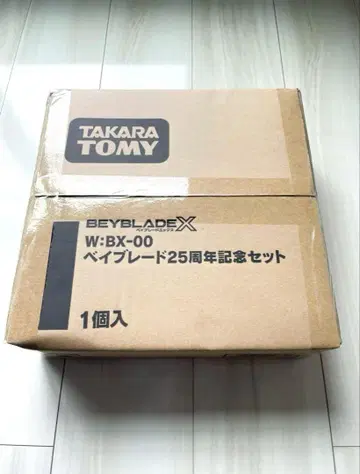 TAKARA
TOMY
BEYBLADE X
ベイブレードエックス
W:BX-00
ベイブレード25周年記念セット
1個入